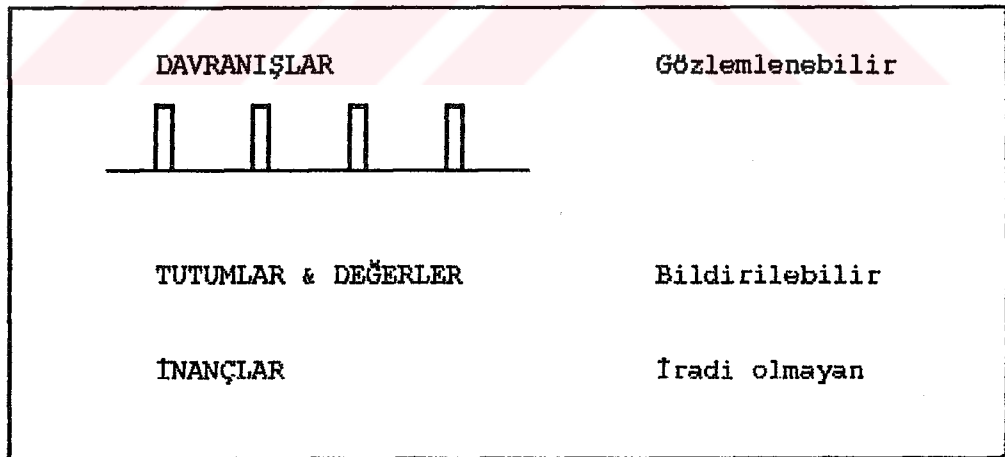 DAVRANIŞLAR Gözlemlenebilir
TUTUMLAR & DEĞERLER Bildirilebilir
İNANÇLAR İradi olmayan